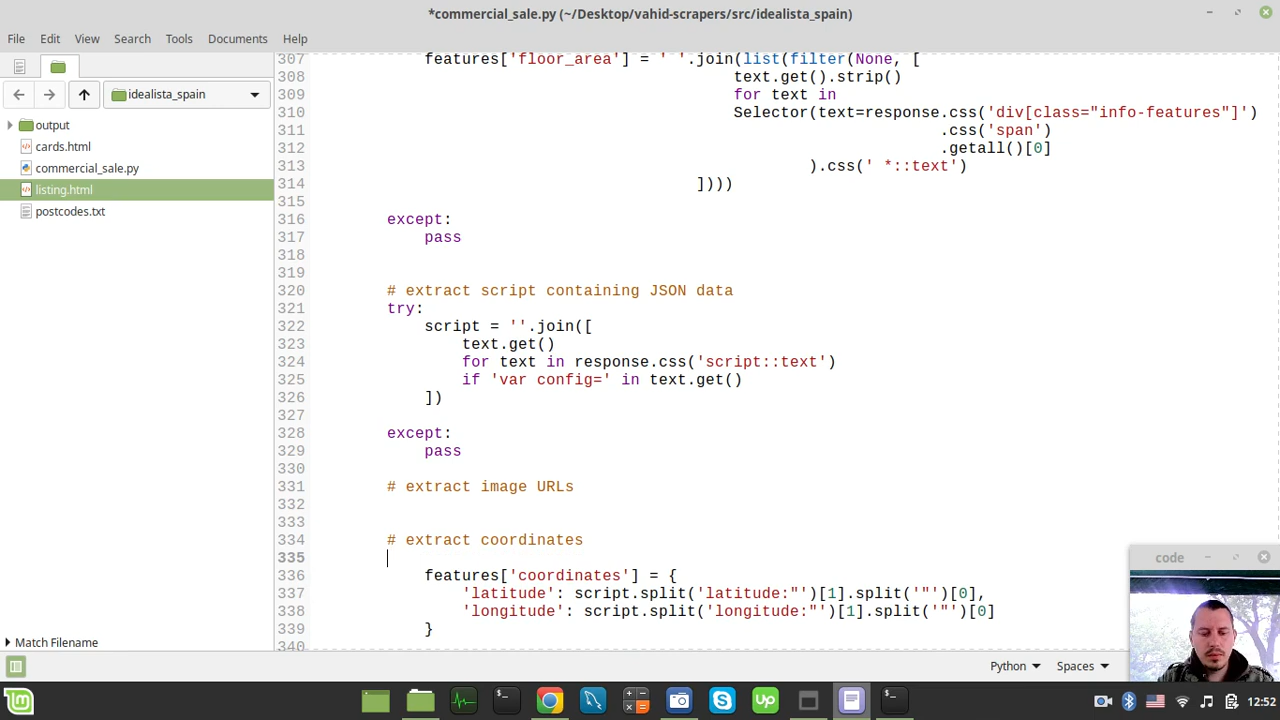 *commercial_sale.py (~/Desktop/vahid-scrapers/src/idealista_spain)
File Edit View Search Tools Documents Help
idealista_spain
output
cards.html
commercial_sale.py
listing.html
postcodes.txt
Match Filename
307 features['floor_area'] = ' '.join(list(filter(None, [
308 text.get().strip()
309 for text in
310 Selector(text=response.css('div[class="info-features"]')
311 .css('span')
312 .getall()[0]
313 ).css(' *::text')
314 ])))
315
316 except:
317 pass
318
319
320 # extract script containing JSON data
321 try:
322 script = ''.join([
323 text.get()
324 for text in response.css('script::text')
325 if 'var config=' in text.get()
326 ])
327
328 except:
329 pass
330
331 # extract image URLs
332
333
334 # extract coordinates
335
336 features['coordinates'] = {
337 'latitude': script.split('latitude:"')[1].split('"')[0],
338 'longitude': script.split('longitude:"')[1].split('"')[0]
339 }
340
code
Python Spaces
12:52